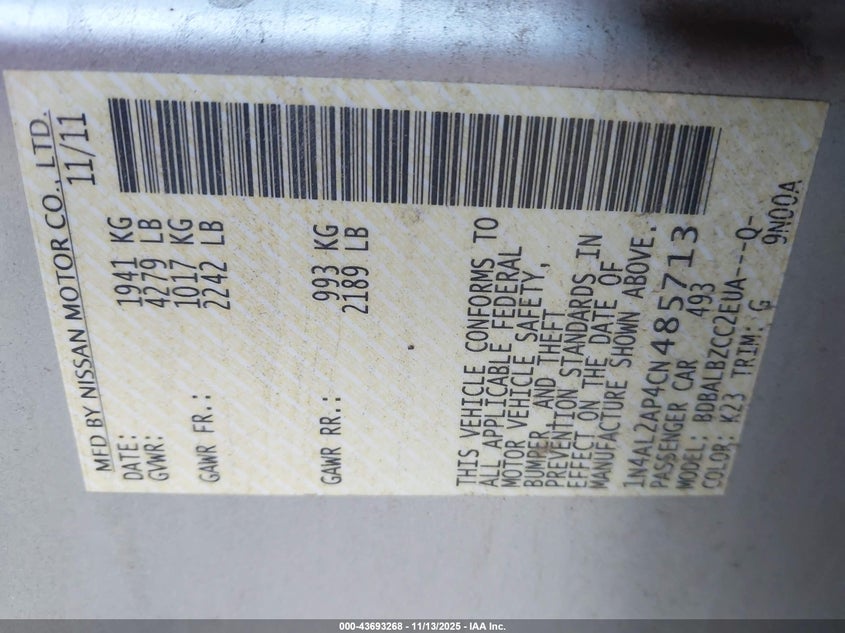 MFD BY NISSAN MOTOR CO., LTD.
DATE: 11/11
GVWR: 1941 KG
4279 LB
GAWR FR.: 1017 KG
2242 LB
GAWR RR.: 993 KG
2189 LB
THIS VEHICLE CONFORMS TO
ALL APPLICABLE FEDERAL
MOTOR VEHICLE SAFETY,
BUMPER, AND THEFT
PREVENTION STANDARDS IN
EFFECT ON THE DATE OF
MANUFACTURE SHOWN ABOVE.
1N4AL2AP4CN485713
PASSENGER CAR 493
MODEL: BDBALBZCC2EUA---Q-
COLOR: K23 TRIM: G 9N00A
000-43693268 - 11/13/2025 - IAA Inc.